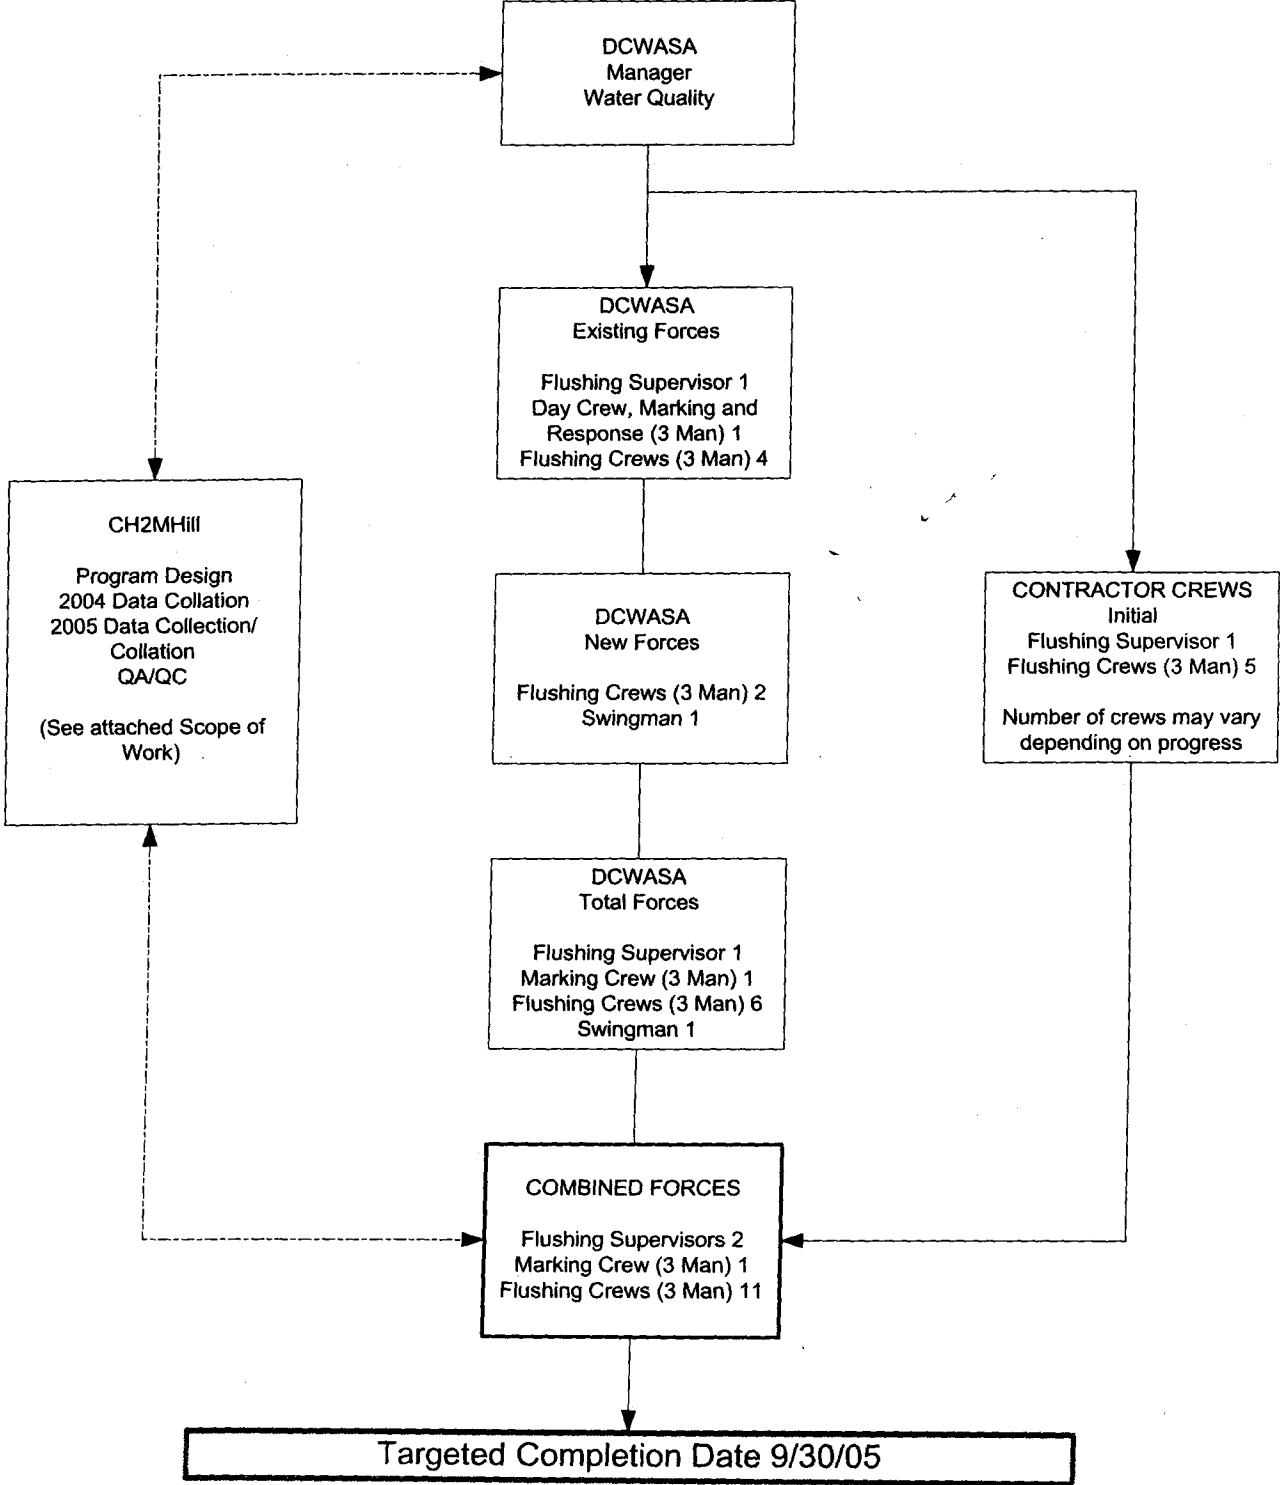 DCWASA
Manager
Water Quality
DCWASA
Existing Forces
Flushing Supervisor 1
Day Crew, Marking and
Response (3 Man) 1
Flushing Crews (3 Man) 4
CH2MHill
Program Design
2004 Data Collation
2005 Data Collection/
Collation
QA/QC
(See attached Scope of
Work)
DCWASA
New Forces
Flushing Crews (3 Man) 2
Swingman 1
CONTRACTOR CREWS
Initial
Flushing Supervisor 1
Flushing Crews (3 Man) 5
Number of crews may vary
depending on progress
DCWASA
Total Forces
Flushing Supervisor 1
Marking Crew (3 Man) 1
Flushing Crews (3 Man) 6
Swingman 1
COMBINED FORCES
Flushing Supervisors 2
Marking Crew (3 Man) 1
Flushing Crews (3 Man) 11
Targeted Completion Date 9/30/05